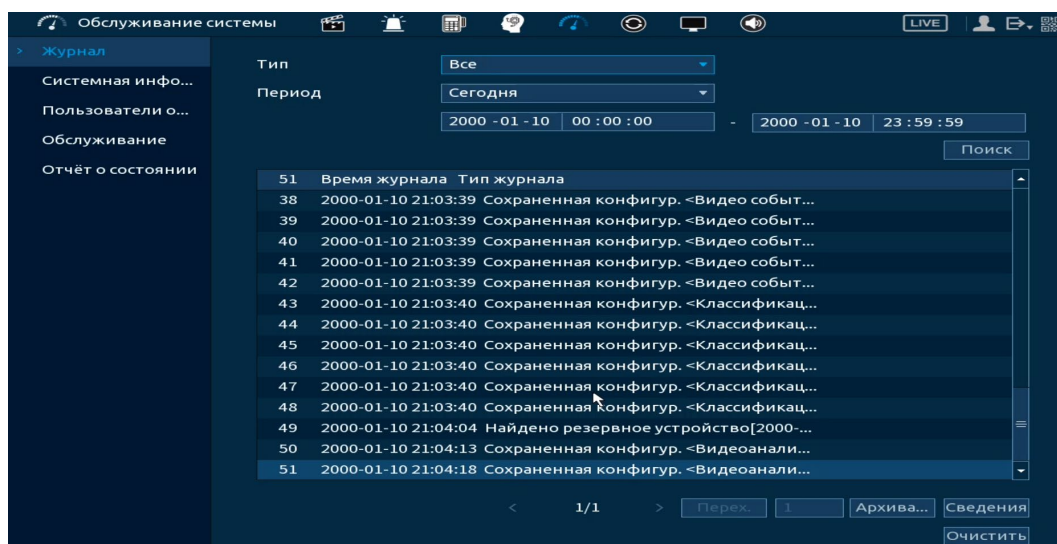 Обслуживание системы LIVE
> Журнал
Системная инфо...
Пользователи о...
Обслуживание
Отчёт о состоянии
Тип Все
Период Сегодня
2000 -01 -10 00 : 00 : 00 - 2000 -01 -10 23 : 59 : 59
Поиск
51 Время журнала Тип журнала
38 2000-01-10 21:03:39 Сохраненная конфигур. <Видео событ...
39 2000-01-10 21:03:39 Сохраненная конфигур. <Видео событ...
40 2000-01-10 21:03:39 Сохраненная конфигур. <Видео событ...
41 2000-01-10 21:03:39 Сохраненная конфигур. <Видео событ...
42 2000-01-10 21:03:39 Сохраненная конфигур. <Видео событ...
43 2000-01-10 21:03:40 Сохраненная конфигур. <Классификац...
44 2000-01-10 21:03:40 Сохраненная конфигур. <Классификац...
45 2000-01-10 21:03:40 Сохраненная конфигур. <Классификац...
46 2000-01-10 21:03:40 Сохраненная конфигур. <Классификац...
47 2000-01-10 21:03:40 Сохраненная конфигур. <Классификац...
48 2000-01-10 21:03:40 Сохраненная конфигур. <Классификац...
49 2000-01-10 21:04:04 Найдено резервное устройство[2000-...
50 2000-01-10 21:04:13 Сохраненная конфигур. <Видеоанали...
51 2000-01-10 21:04:18 Сохраненная конфигур. <Видеоанали...
< 1/1 > Перех. 1 Архива... Сведения
Очистить